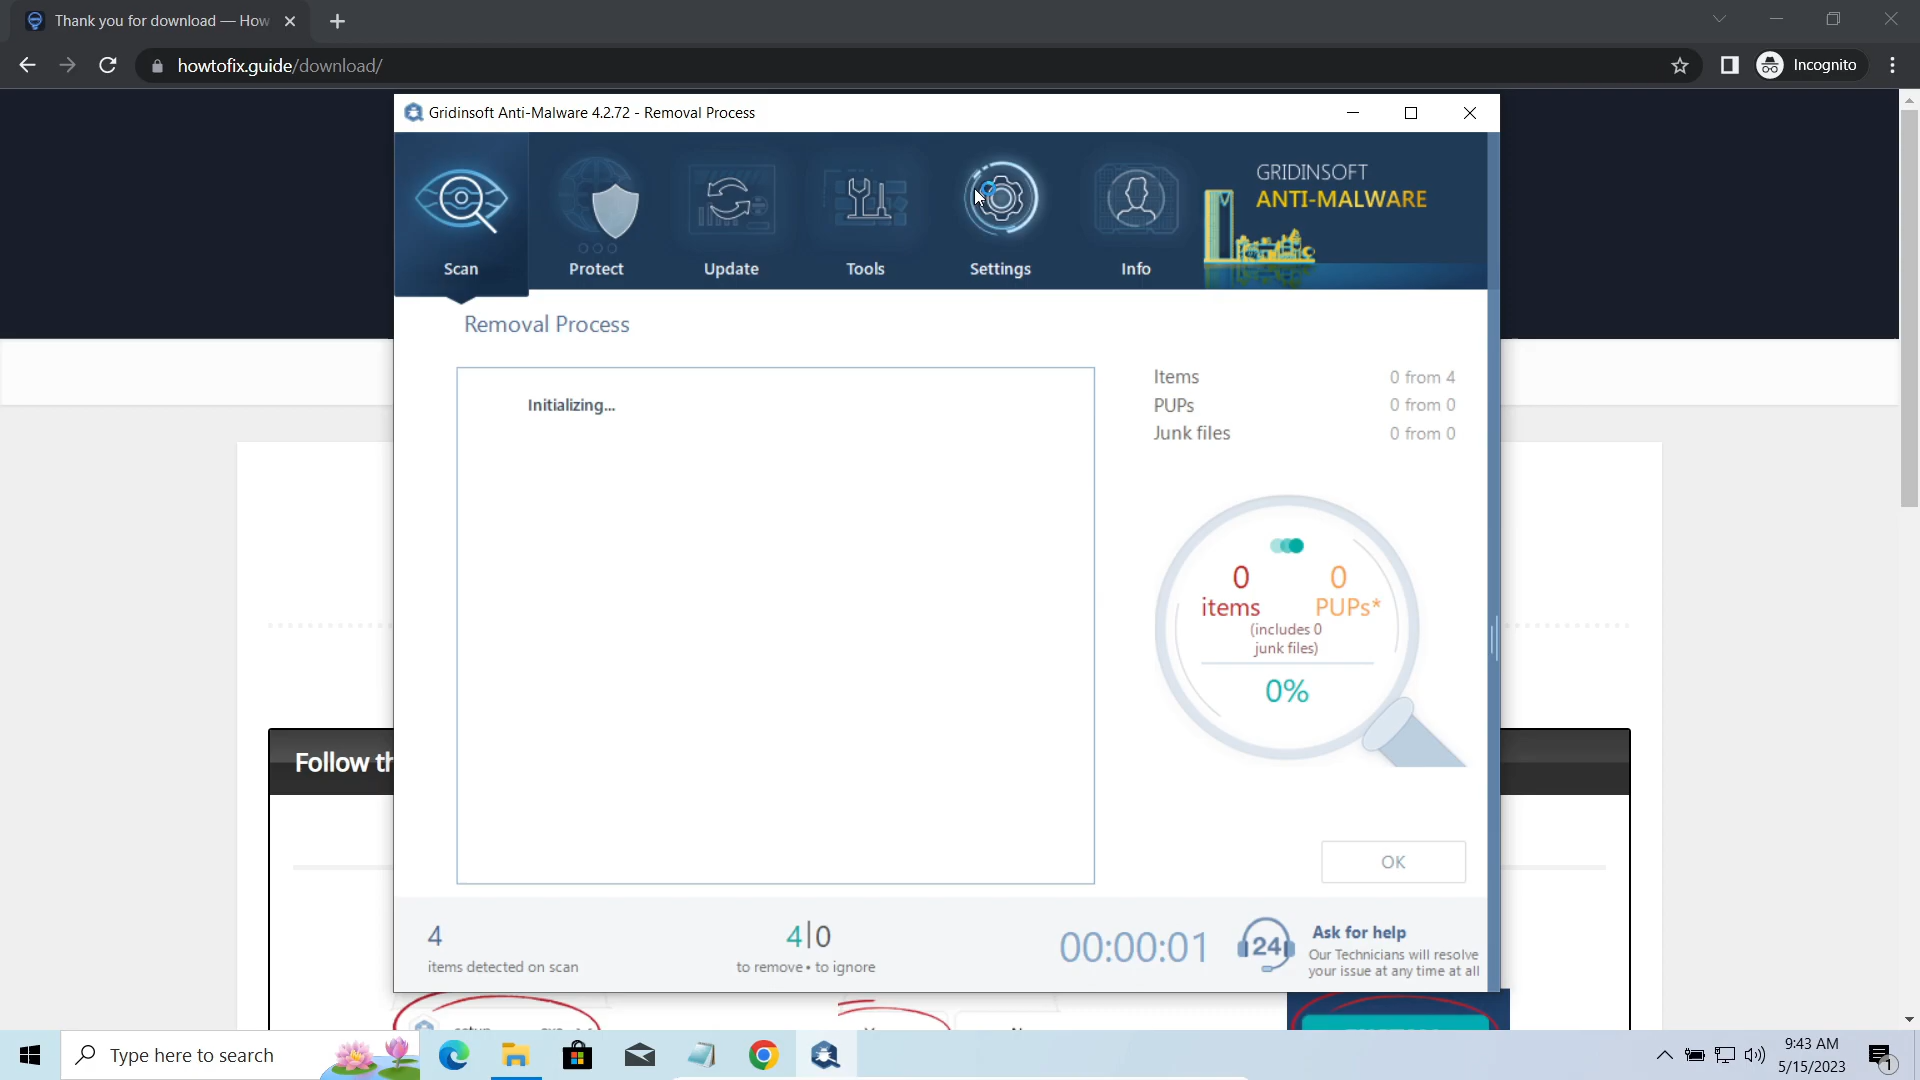 Thank you for download — How
howtofix.guide/download/
Incognito
Gridinsoft Anti-Malware 4.2.72 - Removal Process
GRIDINSOFT
ANTI-MALWARE
Scan
Protect
Update
Tools
Settings
Info
Removal Process
Initializing...
Items 0 from 4
PUPs 0 from 0
Junk files 0 from 0
0 0
items PUPs*
(includes 0
junk files)
0%
Follow th
OK
4
items detected on scan
4|0
to remove • to ignore
00:00:01
24
Ask for help
Our Technicians will resolve
your issue at any time at all
Type here to search
9:43 AM
5/15/2023
1